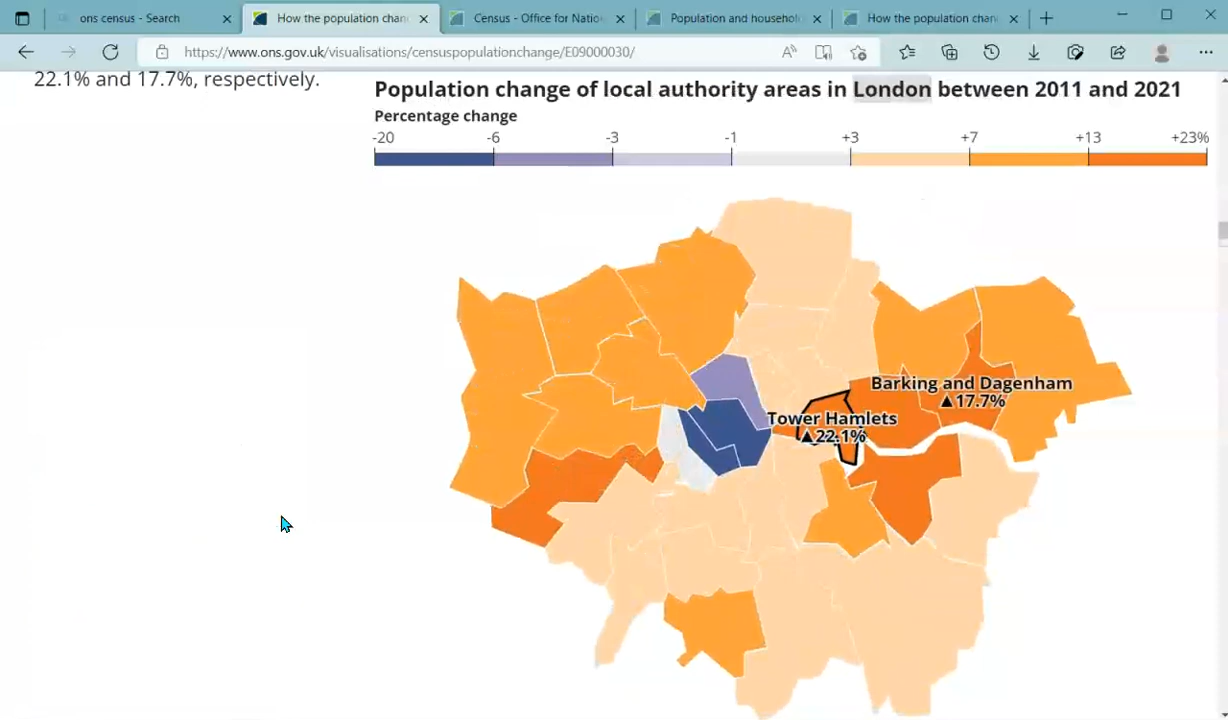 ons census - Search
How the population chan
Census - Office for Natio
Population and househol
How the population chan
https://www.ons.gov.uk/visualisations/censuspopulationchange/E09000030/
22.1% and 17.7%, respectively.
Population change of local authority areas in London between 2011 and 2021
Percentage change
-20 -6 -3 -1 +3 +7 +13 +23%
Barking and Dagenham
▲17.7%
Tower Hamlets
▲22.1%